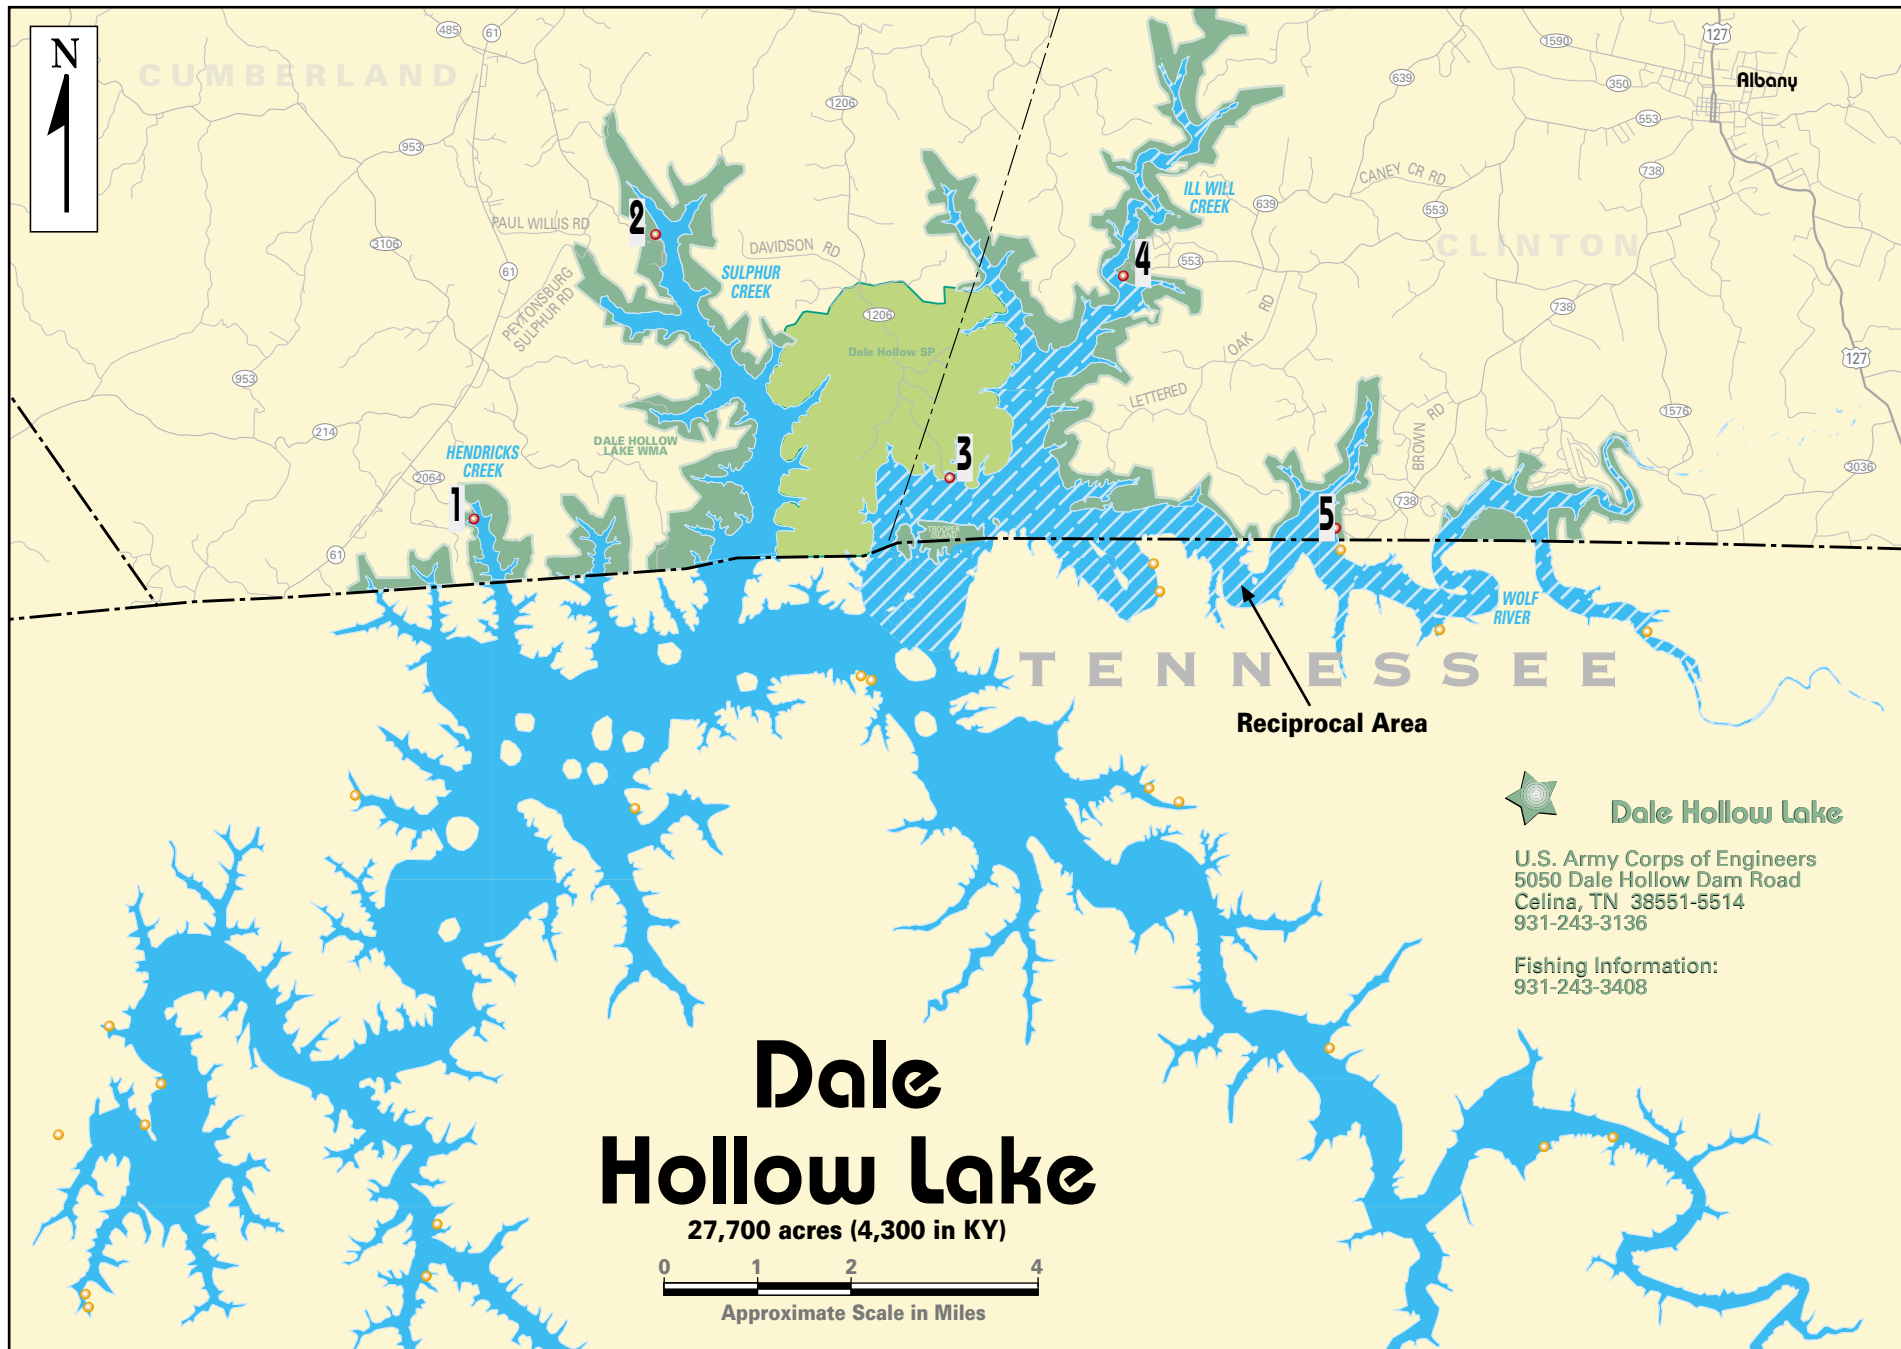 N
CUMBERLAND
485
61
1206
639
1590
127
350
Albany
553
953
738
CANEY CR RD
ILL WILL
CREEK
639
553
2
PAUL WILLIS RD
3106
DAVIDSON RD
CLINTON
4
553
61
SULPHUR
CREEK
PEYTONSBURG
SULPHUR RD
OAK RD
738
1206
Dale Hollow SP
127
953
LETTERED
BROWN RD
1576
214
DALE HOLLOW
LAKE WMA
HENDRICKS
CREEK
3
3036
2064
1
738
5
TROOPER
ISLAND
61
WOLF
RIVER
TENNESSEE
Reciprocal Area
Dale Hollow Lake
U.S. Army Corps of Engineers
5050 Dale Hollow Dam Road
Celina, TN 38551-5514
931-243-3136
Fishing Information:
931-243-3408
Dale
Hollow Lake
27,700 acres (4,300 in KY)
0 1 2 4
Approximate Scale in Miles